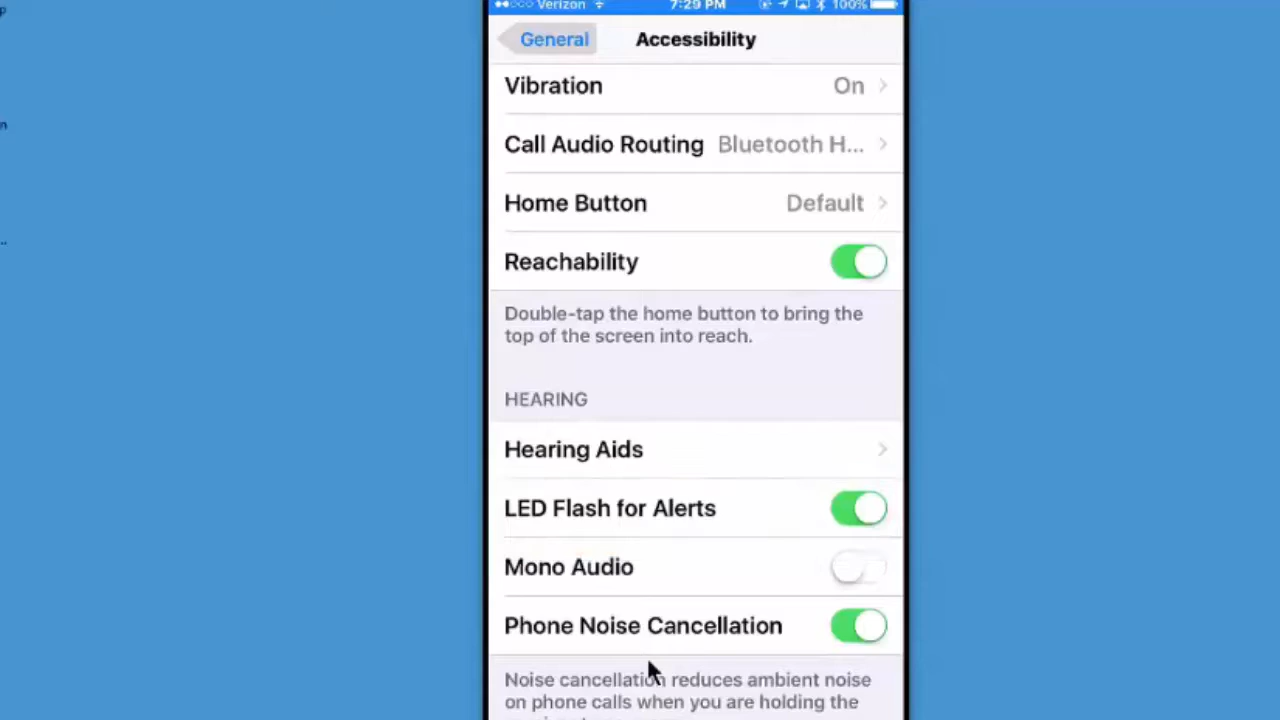 Verizon 7:29 PM 100%
General Accessibility
Vibration On
Call Audio Routing Bluetooth H...
Home Button Default
Reachability
Double-tap the home button to bring the
top of the screen into reach.
HEARING
Hearing Aids
LED Flash for Alerts
Mono Audio
Phone Noise Cancellation
Noise cancellation reduces ambient noise
on phone calls when you are holding the